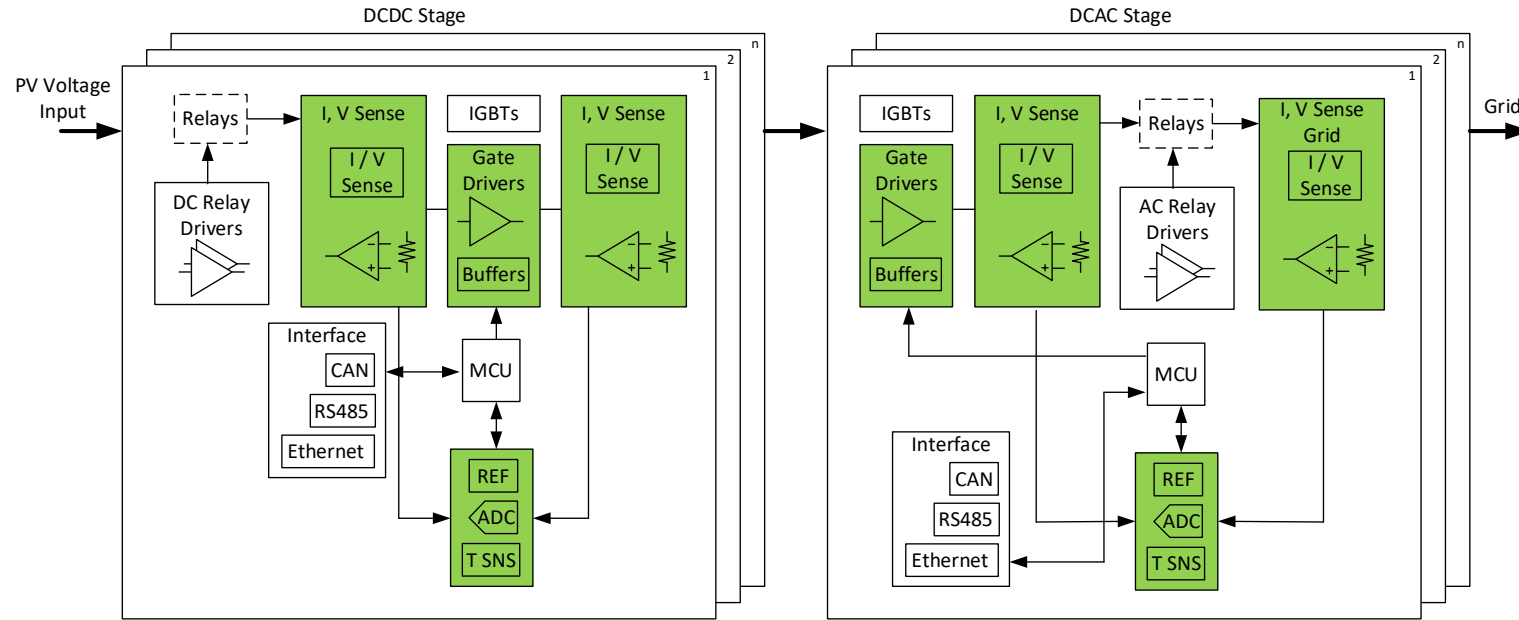 DCDC Stage
DCAC Stage
PV Voltage
Input
Grid
n
2
1
Relays
DC Relay
Drivers
I, V Sense
I / V
Sense
−
+
IGBTs
Gate
Drivers
Buffers
I, V Sense
I / V
Sense
−
+
Interface
CAN
RS485
Ethernet
MCU
REF
ADC
T SNS
n
2
1
IGBTs
Gate
Drivers
Buffers
I, V Sense
I / V
Sense
−
+
Relays
AC Relay
Drivers
I, V Sense
Grid
I / V
Sense
−
+
MCU
Interface
CAN
RS485
Ethernet
REF
ADC
T SNS